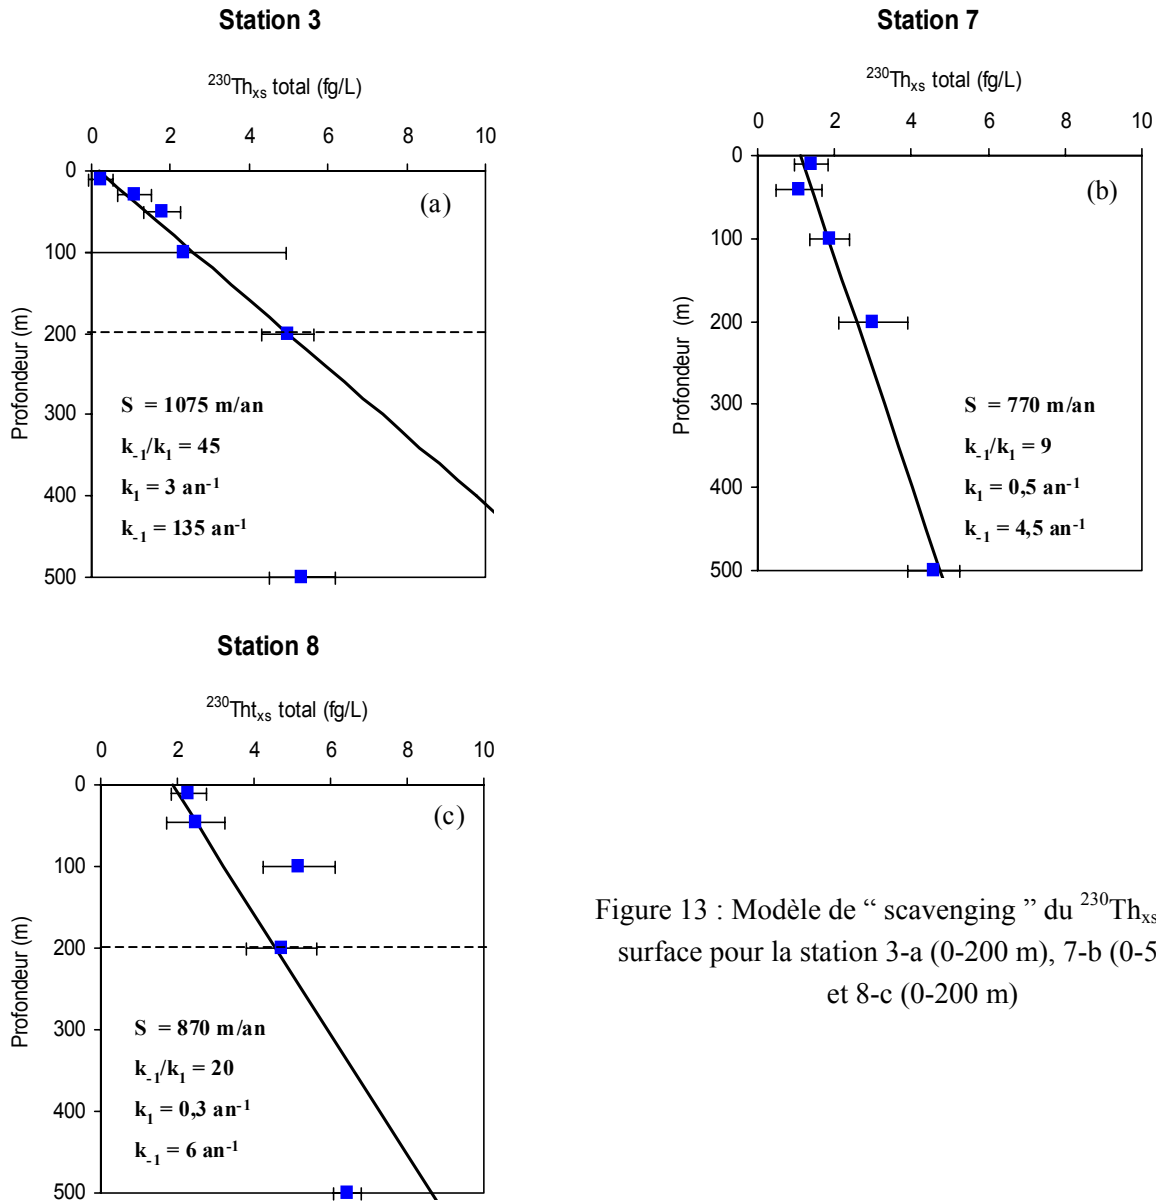 Station 3
²³⁰Thₓₛ total (fg/L)
0 2 4 6 8 10
0
100
200
300
400
500
Profondeur (m)
(a)
S = 1075 m/an
k₋₁/k₁ = 45
k₁ = 3 an⁻¹
k₋₁ = 135 an⁻¹
Station 7
²³⁰Thₓₛ total (fg/L)
0 2 4 6 8 10
0
100
200
300
400
500
Profondeur (m)
(b)
S = 770 m/an
k₋₁/k₁ = 9
k₁ = 0,5 an⁻¹
k₋₁ = 4,5 an⁻¹
Station 8
²³⁰Thtₓₛ total (fg/L)
0 2 4 6 8 10
0
100
200
300
400
500
Profondeur (m)
(c)
S = 870 m/an
k₋₁/k₁ = 20
k₁ = 0,3 an⁻¹
k₋₁ = 6 an⁻¹
Figure 13 : Modèle de “ scavenging ” du ²³⁰Thₓₛ
surface pour la station 3-a (0-200 m), 7-b (0-5
et 8-c (0-200 m)